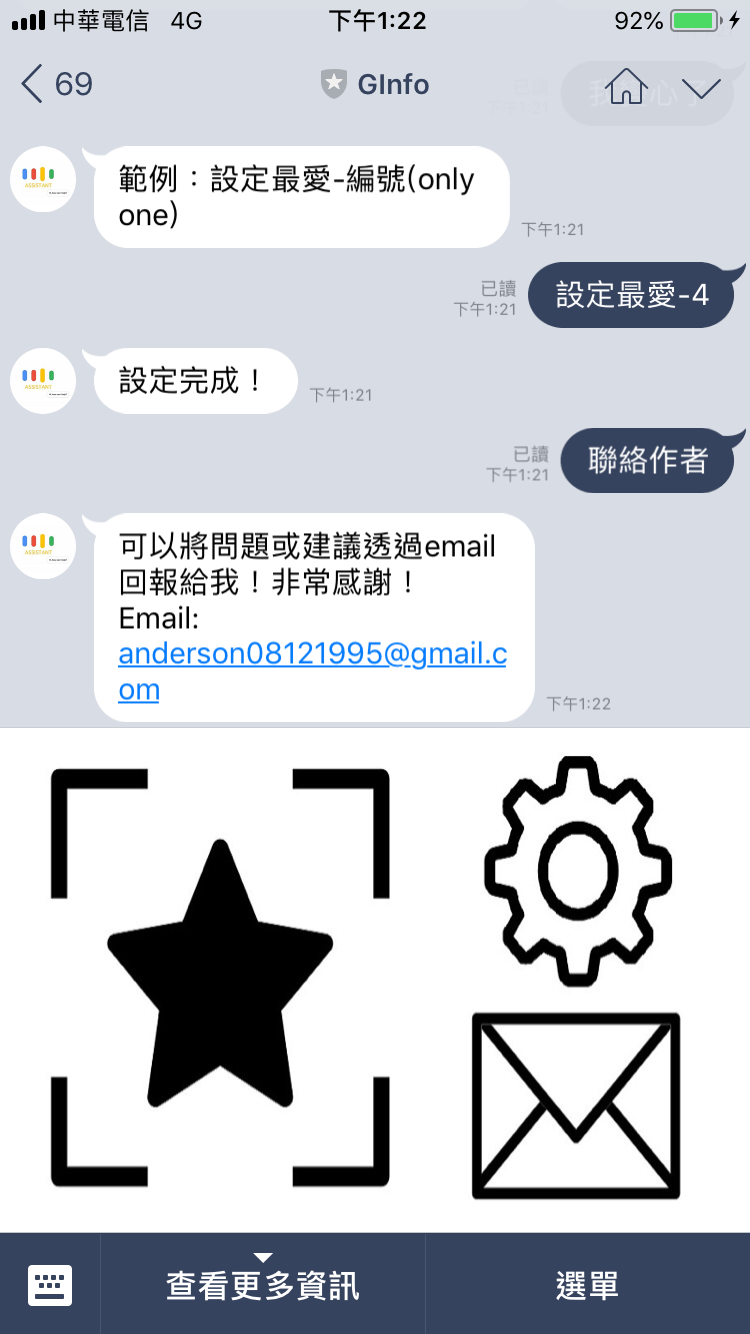 中華電信 4G 下午1:22 92%
69 GInfo
範例：設定最愛-編號(only
one)
下午1:21
已讀
下午1:21
設定最愛-4
設定完成！
下午1:21
已讀
下午1:21
聯絡作者
可以將問題或建議透過email
回報給我！非常感謝！
Email:
anderson08121995@gmail.c
om
下午1:22
查看更多資訊 選單